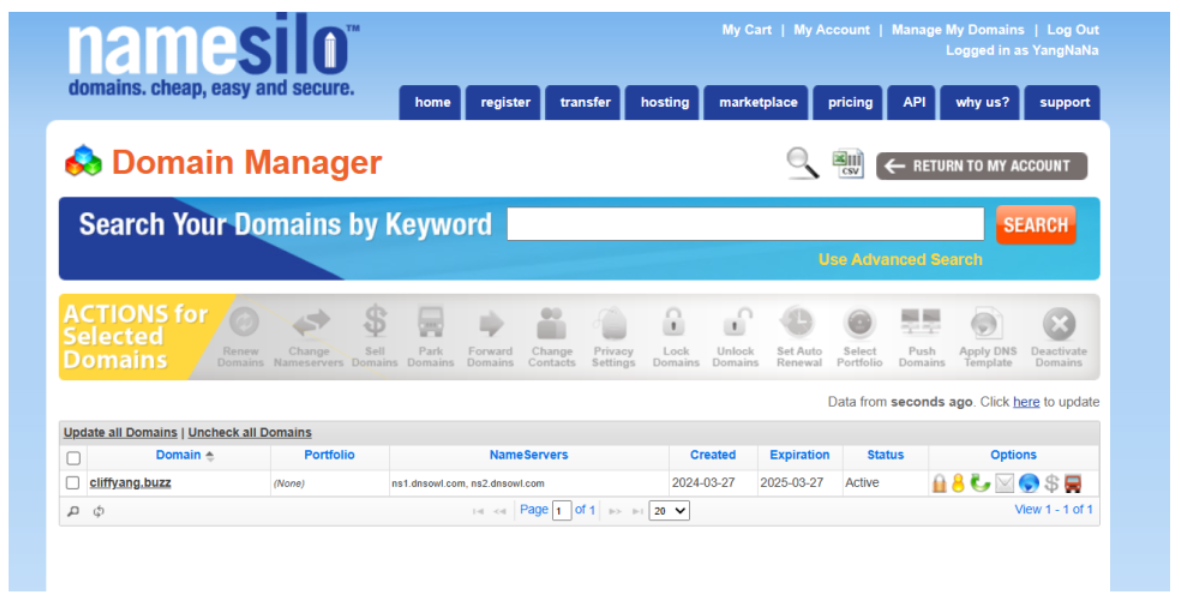 namesilo™
domains. cheap, easy and secure.
My Cart | My Account | Manage My Domains | Log Out
Logged in as YangNaNa
home register transfer hosting marketplace pricing API why us? support
Domain Manager
CSV
RETURN TO MY ACCOUNT
Search Your Domains by Keyword
SEARCH
Use Advanced Search
ACTIONS for Selected Domains
Renew Domains
Change Nameservers
Sell Domains
Park Domains
Forward Domains
Change Contacts
Privacy Settings
Lock Domains
Unlock Domains
Set Auto Renewal
Select Portfolio
Push Domains
Apply DNS Template
Deactivate Domains
Data from seconds ago. Click here to update
Update all Domains | Uncheck all Domains
Domain Portfolio NameServers Created Expiration Status Options
cliffyang.buzz (None) ns1.dnsowl.com, ns2.dnsowl.com 2024-03-27 2025-03-27 Active
Page 1 of 1 20 View 1 - 1 of 1